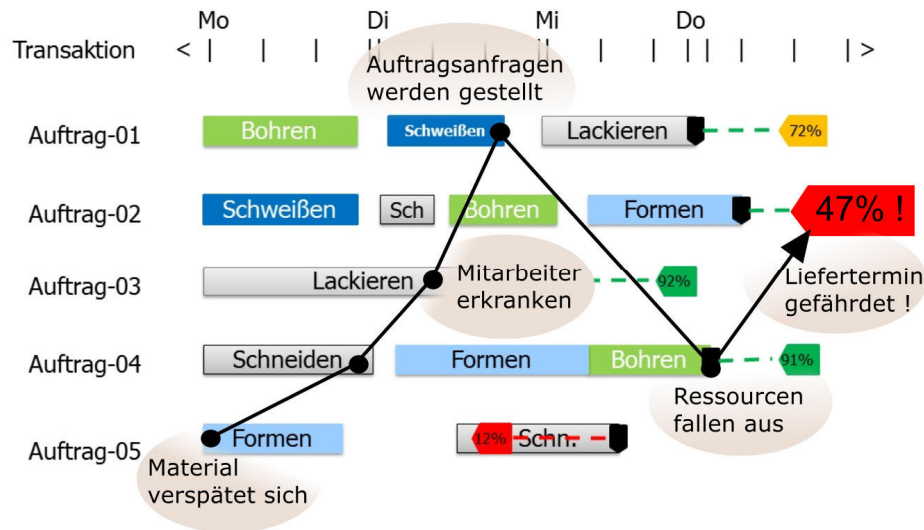 Mo Di Mi Do
Transaktion < >
Auftragsanfragen
werden gestellt
Auftrag-01 Bohren Schweißen Lackieren 72%
Auftrag-02 Schweißen Sch Bohren Formen 47% !
Auftrag-03 Lackieren 92%
Mitarbeiter
erkranken
Liefertermin
gefährdet !
Auftrag-04 Schneiden Formen Bohren 91%
Ressourcen
fallen aus
Auftrag-05 Formen 12% Schn.
Material
verspätet sich